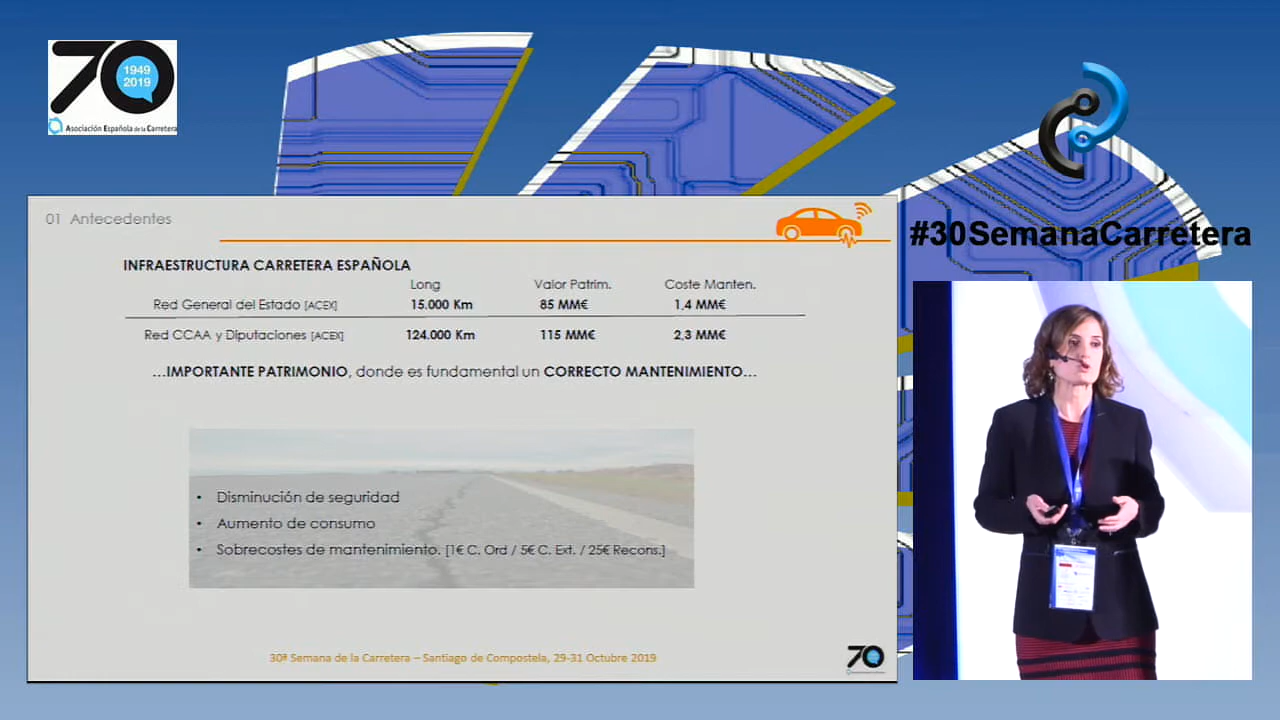 70
1949
2019
Asociación Española de la Carretera
#30SemanaCarretera
01 Antecedentes
INFRAESTRUCTURA CARRETERA ESPAÑOLA
Long Valor Patrim. Coste Manten.
Red General del Estado [ACEX] 15.000 Km 85 MM€ 1,4 MM€
Red CCAA y Diputaciones [ACEX] 124.000 Km 115 MM€ 2,3 MM€
...IMPORTANTE PATRIMONIO, donde es fundamental un CORRECTO MANTENIMIENTO...
• Disminución de seguridad
• Aumento de consumo
• Sobrecostes de mantenimiento. [1€ C. Ord / 5€ C. Ext. / 25€ Recons.]
30ª Semana de la Carretera – Santiago de Compostela, 29-31 Octubre 2019
70